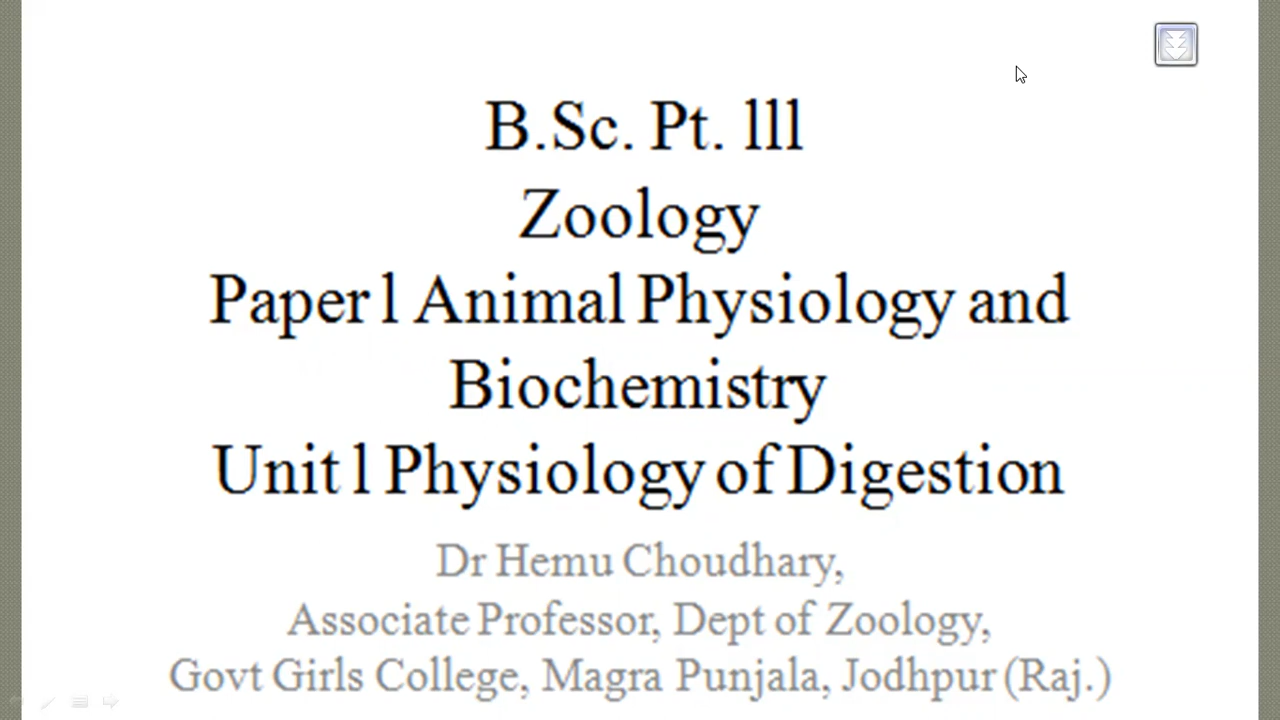 B.Sc. Pt. lll
Zoology
Paper l Animal Physiology and
Biochemistry
Unit l Physiology of Digestion
Dr Hemu Choudhary,
Associate Professor, Dept of Zoology,
Govt Girls College, Magra Punjala, Jodhpur (Raj.)